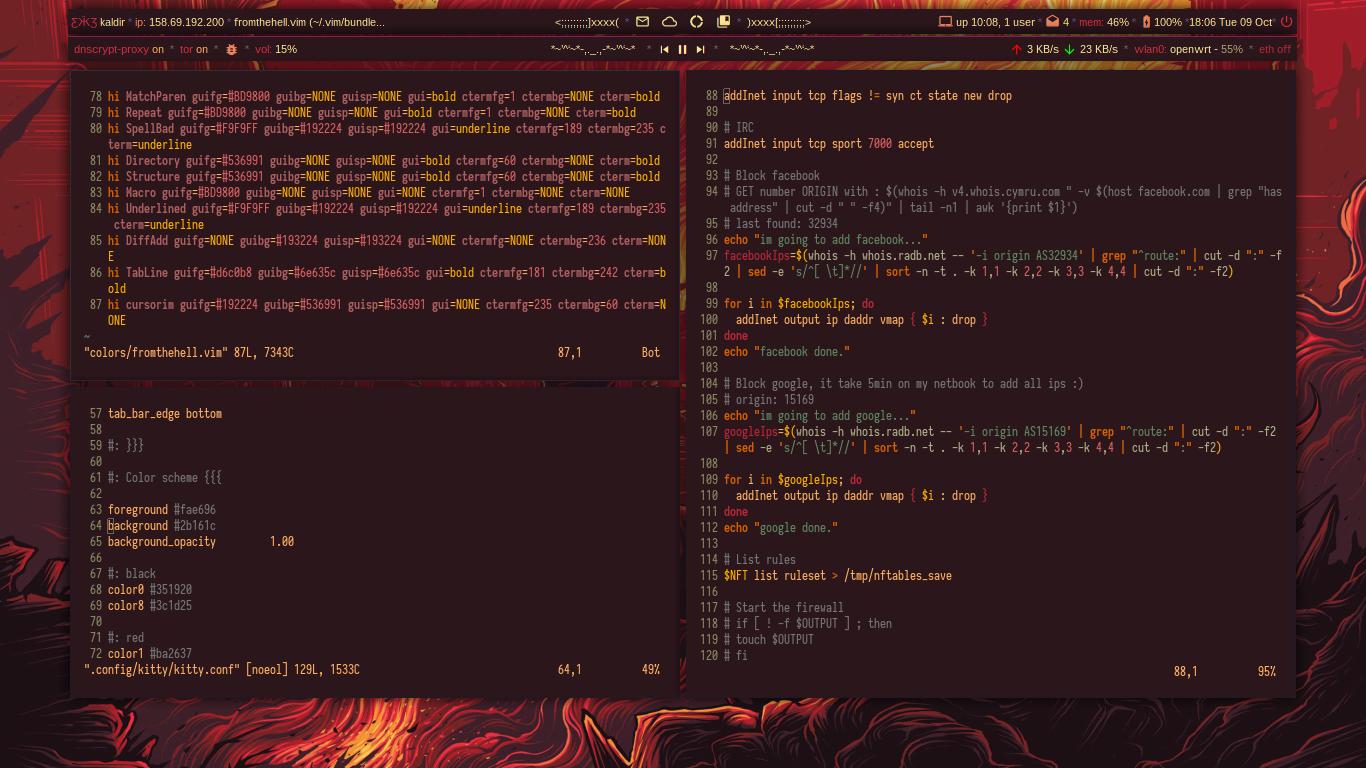 kaldir * ip: 158.69.192.200 * fromthehell.vim (~/.vim/bundle... <;;;;;;;;;]xxxx( * * )xxxx[;;;;;;;;;> up 10:08, 1 user * 4 * mem: 46% * 100% *18:06 Tue 09 Oct*
dnscrypt-proxy on * tor on * * vol: 15% *~^\^~*-,._.,-*~^\^~* * * *~^\^~*-,._.,-*~^\^~* 3 KB/s 23 KB/s * wlan0: openwrt - 55% * eth off
78 hi MatchParen guifg=#BD9800 guibg=NONE guisp=NONE gui=bold ctermfg=1 ctermbg=NONE cterm=bold
79 hi Repeat guifg=#BD9800 guibg=NONE guisp=NONE gui=bold ctermfg=1 ctermbg=NONE cterm=bold
80 hi SpellBad guifg=#F9F9FF guibg=#192224 guisp=#192224 gui=underline ctermfg=189 ctermbg=235 c
term=underline
81 hi Directory guifg=#536991 guibg=NONE guisp=NONE gui=bold ctermfg=60 ctermbg=NONE cterm=bold
82 hi Structure guifg=#536991 guibg=NONE guisp=NONE gui=bold ctermfg=60 ctermbg=NONE cterm=bold
83 hi Macro guifg=#BD9800 guibg=NONE guisp=NONE gui=NONE ctermfg=1 ctermbg=NONE cterm=NONE
84 hi Underlined guifg=#F9F9FF guibg=#192224 guisp=#192224 gui=underline ctermfg=189 ctermbg=235
cterm=underline
85 hi DiffAdd guifg=NONE guibg=#193224 guisp=#193224 gui=NONE ctermfg=NONE ctermbg=236 cterm=NON
E
86 hi TabLine guifg=#d6c0b8 guibg=#6e635c guisp=#6e635c gui=bold ctermfg=181 ctermbg=242 cterm=b
old
87 hi cursorim guifg=#192224 guibg=#536991 guisp=#536991 gui=NONE ctermfg=235 ctermbg=60 cterm=N
ONE
~
"colors/fromthehell.vim" 87L, 7343C 87,1 Bot
57 tab_bar_edge bottom
58
59 #: }}}
60
61 #: Color scheme {{{
62
63 foreground #fae696
64 background #2b161c
65 background_opacity 1.00
66
67 #: black
68 color0 #351920
69 color8 #3c1d25
70
71 #: red
72 color1 #ba2637
".config/kitty/kitty.conf" [noeol] 129L, 1533C 64,1 49%
88 addInet input tcp flags != syn ct state new drop
89
90 # IRC
91 addInet input tcp sport 7000 accept
92
93 # Block facebook
94 # GET number ORIGIN with : $(whois -h v4.whois.cymru.com " -v $(host facebook.com | grep "has
address" | cut -d " " -f4)" | tail -n1 | awk '{print $1}')
95 # last found: 32934
96 echo "im going to add facebook..."
97 facebookIps=$(whois -h whois.radb.net -- '-i origin AS32934' | grep "^route:" | cut -d ":" -f
2 | sed -e 's/^[ \t]*//' | sort -n -t . -k 1,1 -k 2,2 -k 3,3 -k 4,4 | cut -d ":" -f2)
98
99 for i in $facebookIps; do
100 addInet output ip daddr vmap { $i : drop }
101 done
102 echo "facebook done."
103
104 # Block google, it take 5min on my netbook to add all ips :)
105 # origin: 15169
106 echo "im going to add google..."
107 googleIps=$(whois -h whois.radb.net -- '-i origin AS15169' | grep "^route:" | cut -d ":" -f2
| sed -e 's/^[ \t]*//' | sort -n -t . -k 1,1 -k 2,2 -k 3,3 -k 4,4 | cut -d ":" -f2)
108
109 for i in $googleIps; do
110 addInet output ip daddr vmap { $i : drop }
111 done
112 echo "google done."
113
114 # List rules
115 $NFT list ruleset > /tmp/nftables_save
116
117 # Start the firewall
118 # if [ ! -f $OUTPUT ] ; then
119 # touch $OUTPUT
120 # fi
88,1 95%